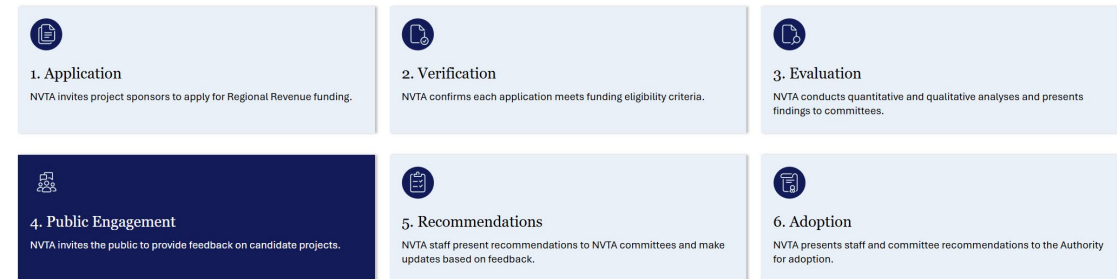 1. Application
NVTA invites project sponsors to apply for Regional Revenue funding.
2. Verification
NVTA confirms each application meets funding eligibility criteria.
3. Evaluation
NVTA conducts quantitative and qualitative analyses and presents
findings to committees.
4. Public Engagement
NVTA invites the public to provide feedback on candidate projects.
5. Recommendations
NVTA staff present recommendations to NVTA committees and make
updates based on feedback.
6. Adoption
NVTA presents staff and committee recommendations to the Authority
for adoption.